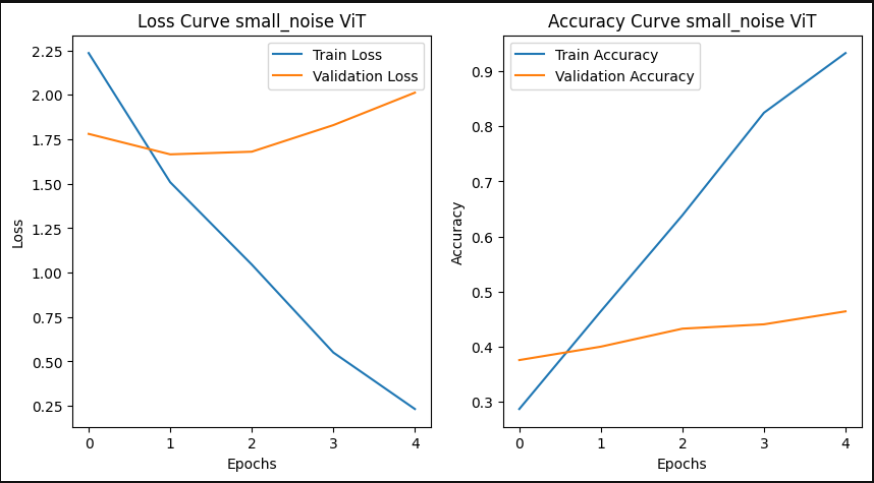 Loss Curve small_noise ViT
Train Loss
Validation Loss
2.25
2.00
1.75
1.50
1.25
1.00
0.75
0.50
0.25
Loss
0 1 2 3 4
Epochs
Accuracy Curve small_noise ViT
Train Accuracy
Validation Accuracy
0.9
0.8
0.7
0.6
0.5
0.4
0.3
Accuracy
0 1 2 3 4
Epochs